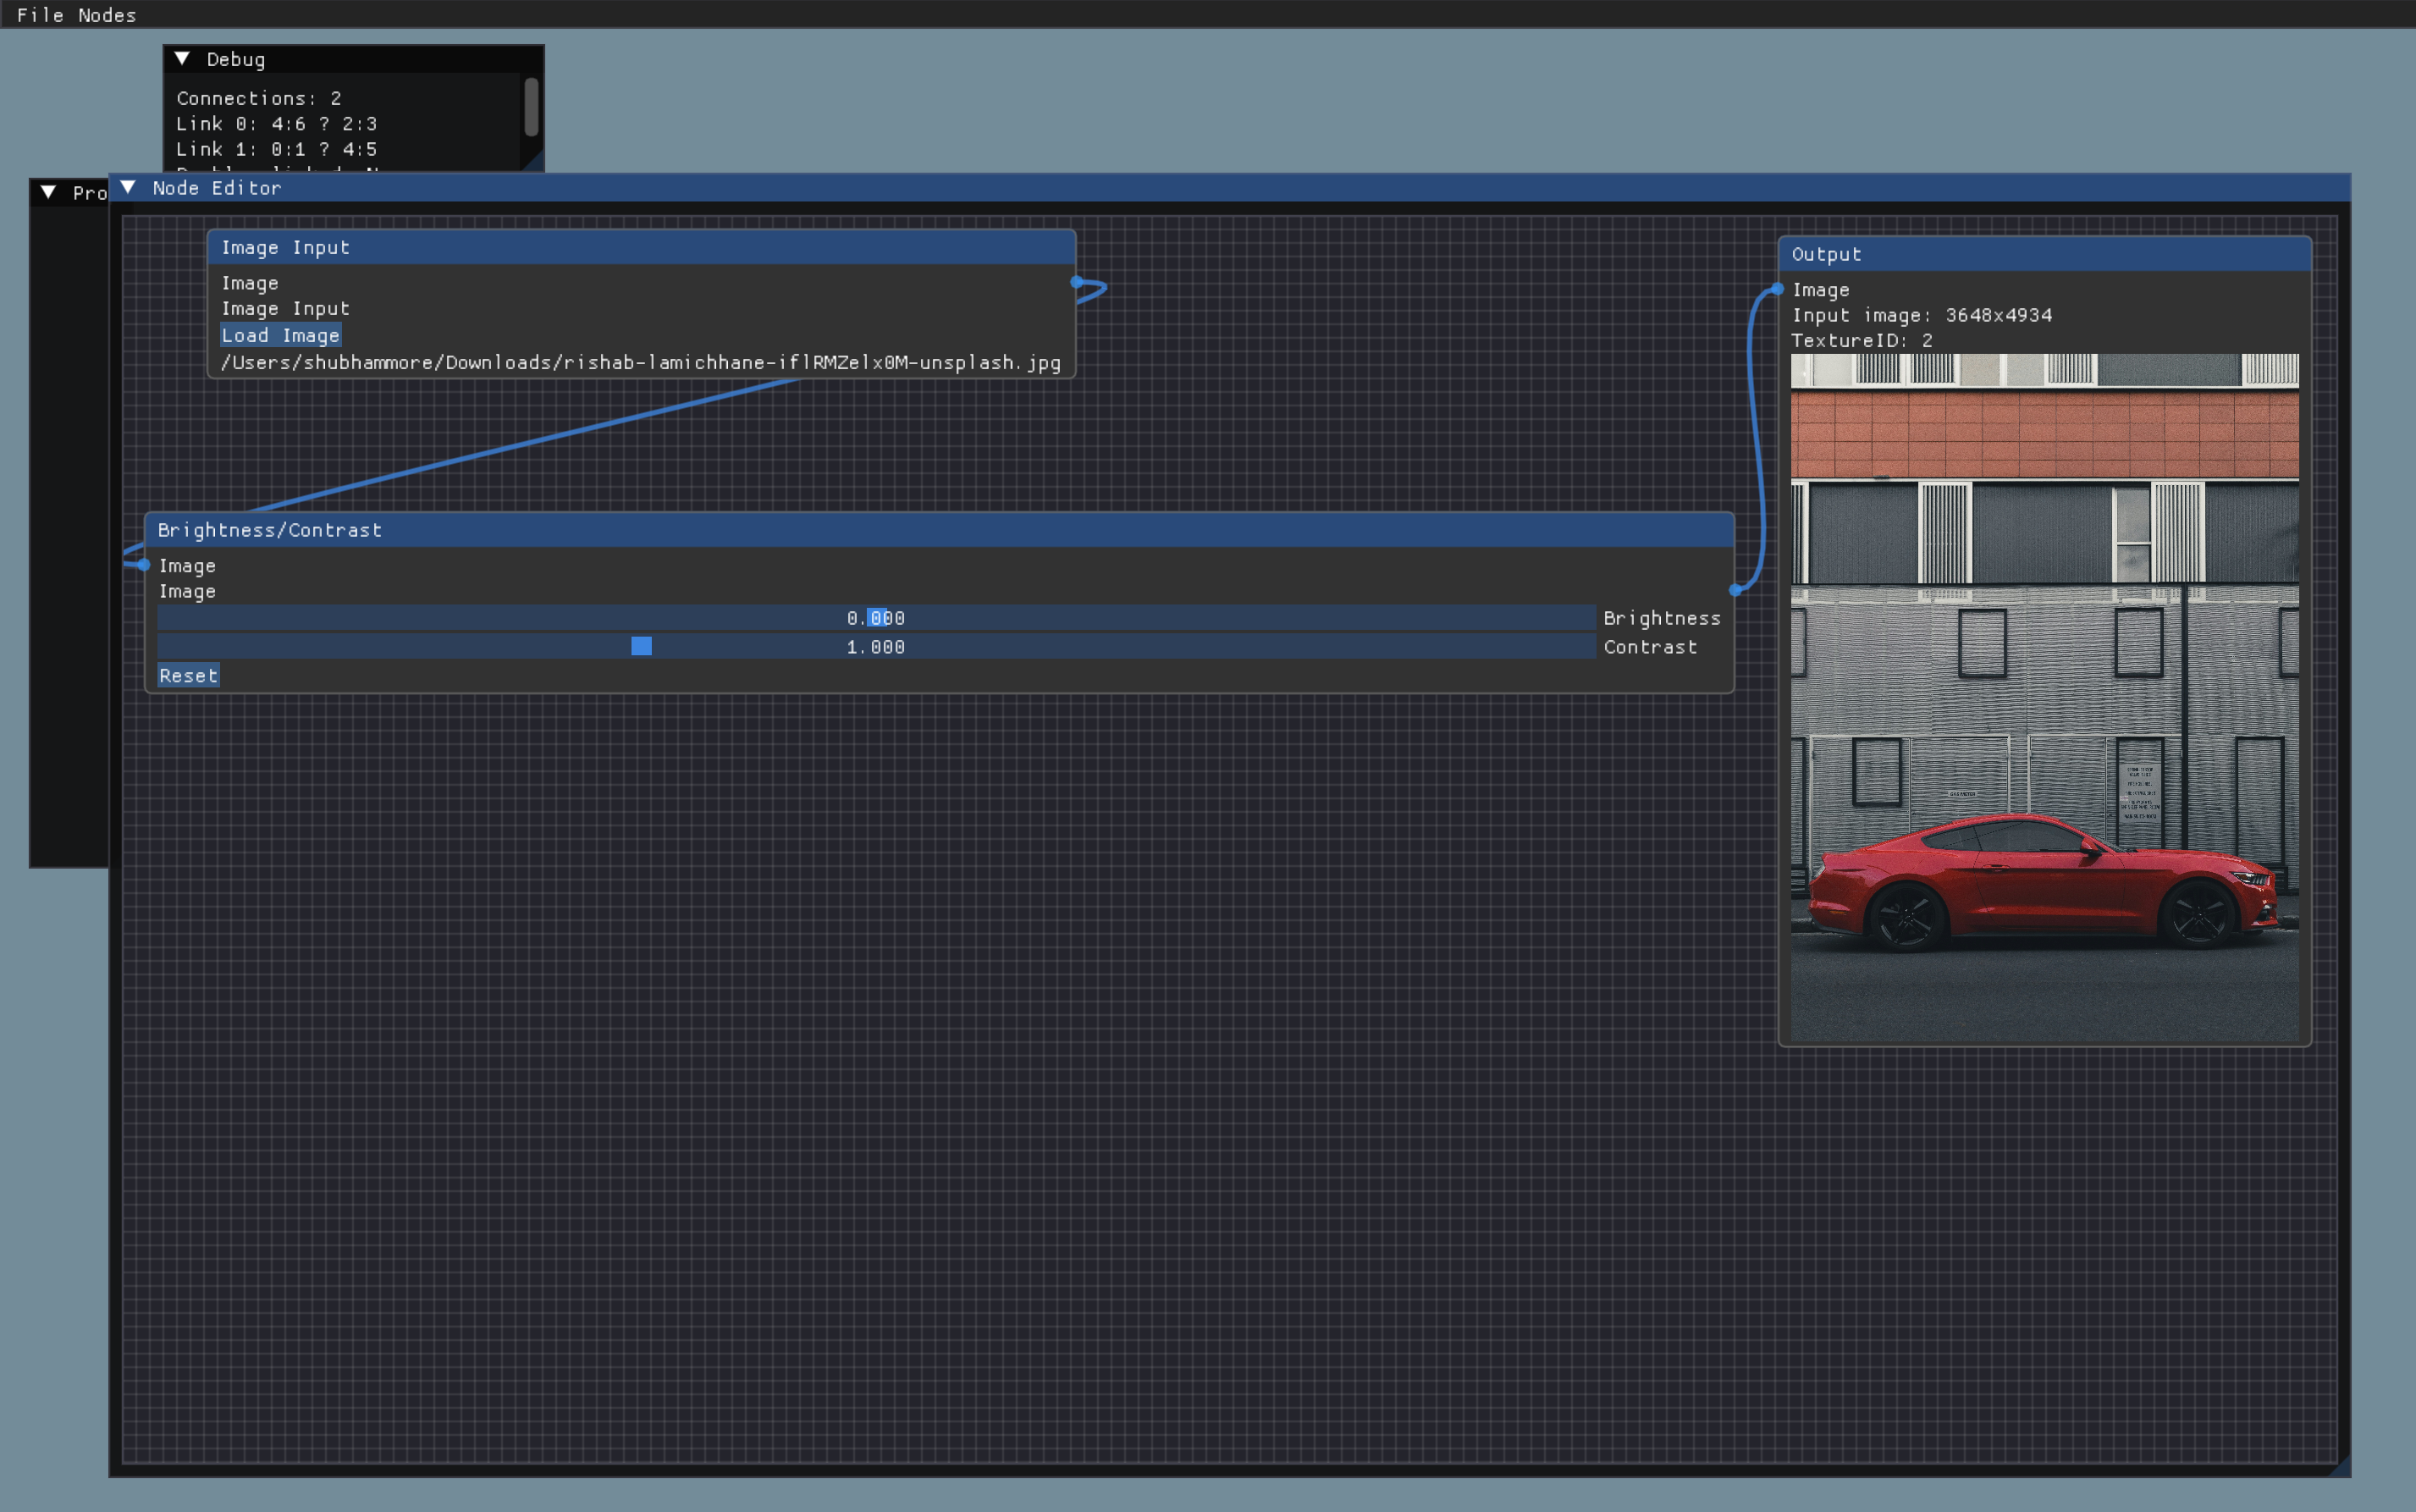 File Nodes
Debug
Connections: 2
Link 0: 4:6 ? 2:3
Link 1: 0:1 ? 4:5
Pro
Node Editor
Image Input
Image
Image Input
Load Image
/Users/shubhammore/Downloads/rishab-lamichhane-iflRMZelx0M-unsplash.jpg
Brightness/Contrast
Image
Image
0.000 Brightness
1.000 Contrast
Reset
Output
Image
Input image: 3648x4934
TextureID: 2